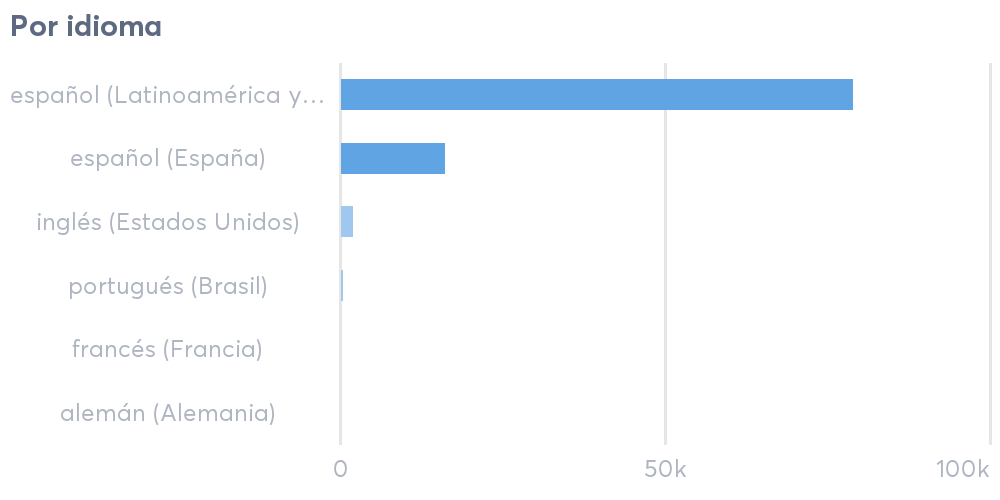 Por idioma
español (Latinoamérica y…
español (España)
inglés (Estados Unidos)
portugués (Brasil)
francés (Francia)
alemán (Alemania)
0 50k 100k